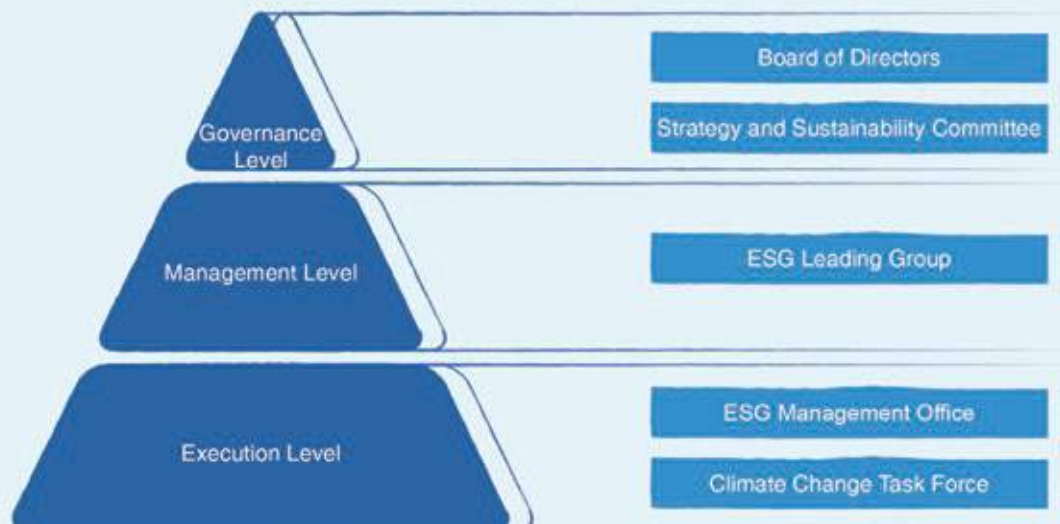 Board of Directors
Governance
Level
Strategy and Sustainability Committee
Management Level
ESG Leading Group
ESG Management Office
Execution Level
Climate Change Task Force